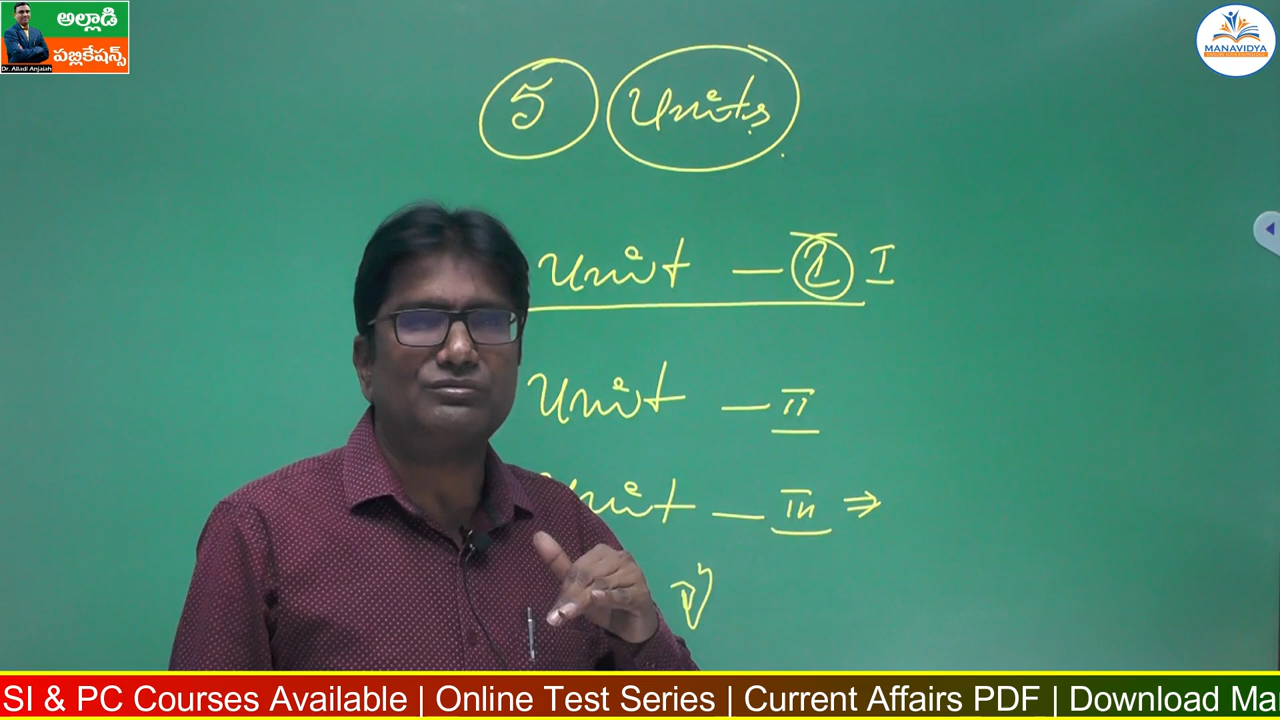 అల్లాడి
పబ్లికేషన్స్
Dr. Alladi Anjaiah
MANAVIDYA
5 Units
Unit — I I
Unit — II
Unit — III ⇒
IV
SI & PC Courses Available | Online Test Series | Current Affairs PDF | Download Ma